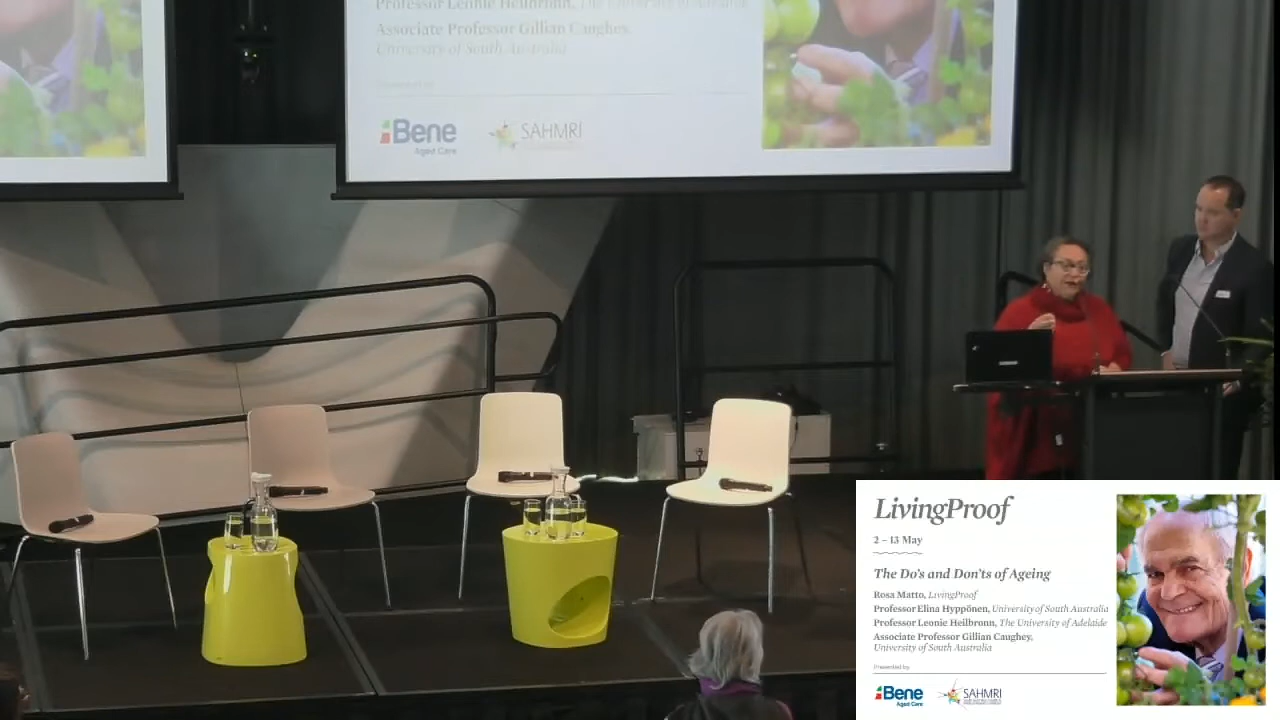 Professor Leonie Heilbronn, The University of Adelaide
Associate Professor Gillian Caughey,
University of South Australia
Bene
Aged Care
SAHMRI
LivingProof
2 – 13 May
The Do's and Don'ts of Ageing
Rosa Matto, LivingProof
Professor Elina Hyppönen, University of South Australia
Professor Leonie Heilbronn, The University of Adelaide
Associate Professor Gillian Caughey,
University of South Australia
Presented by
Bene
Aged Care
SAHMRI